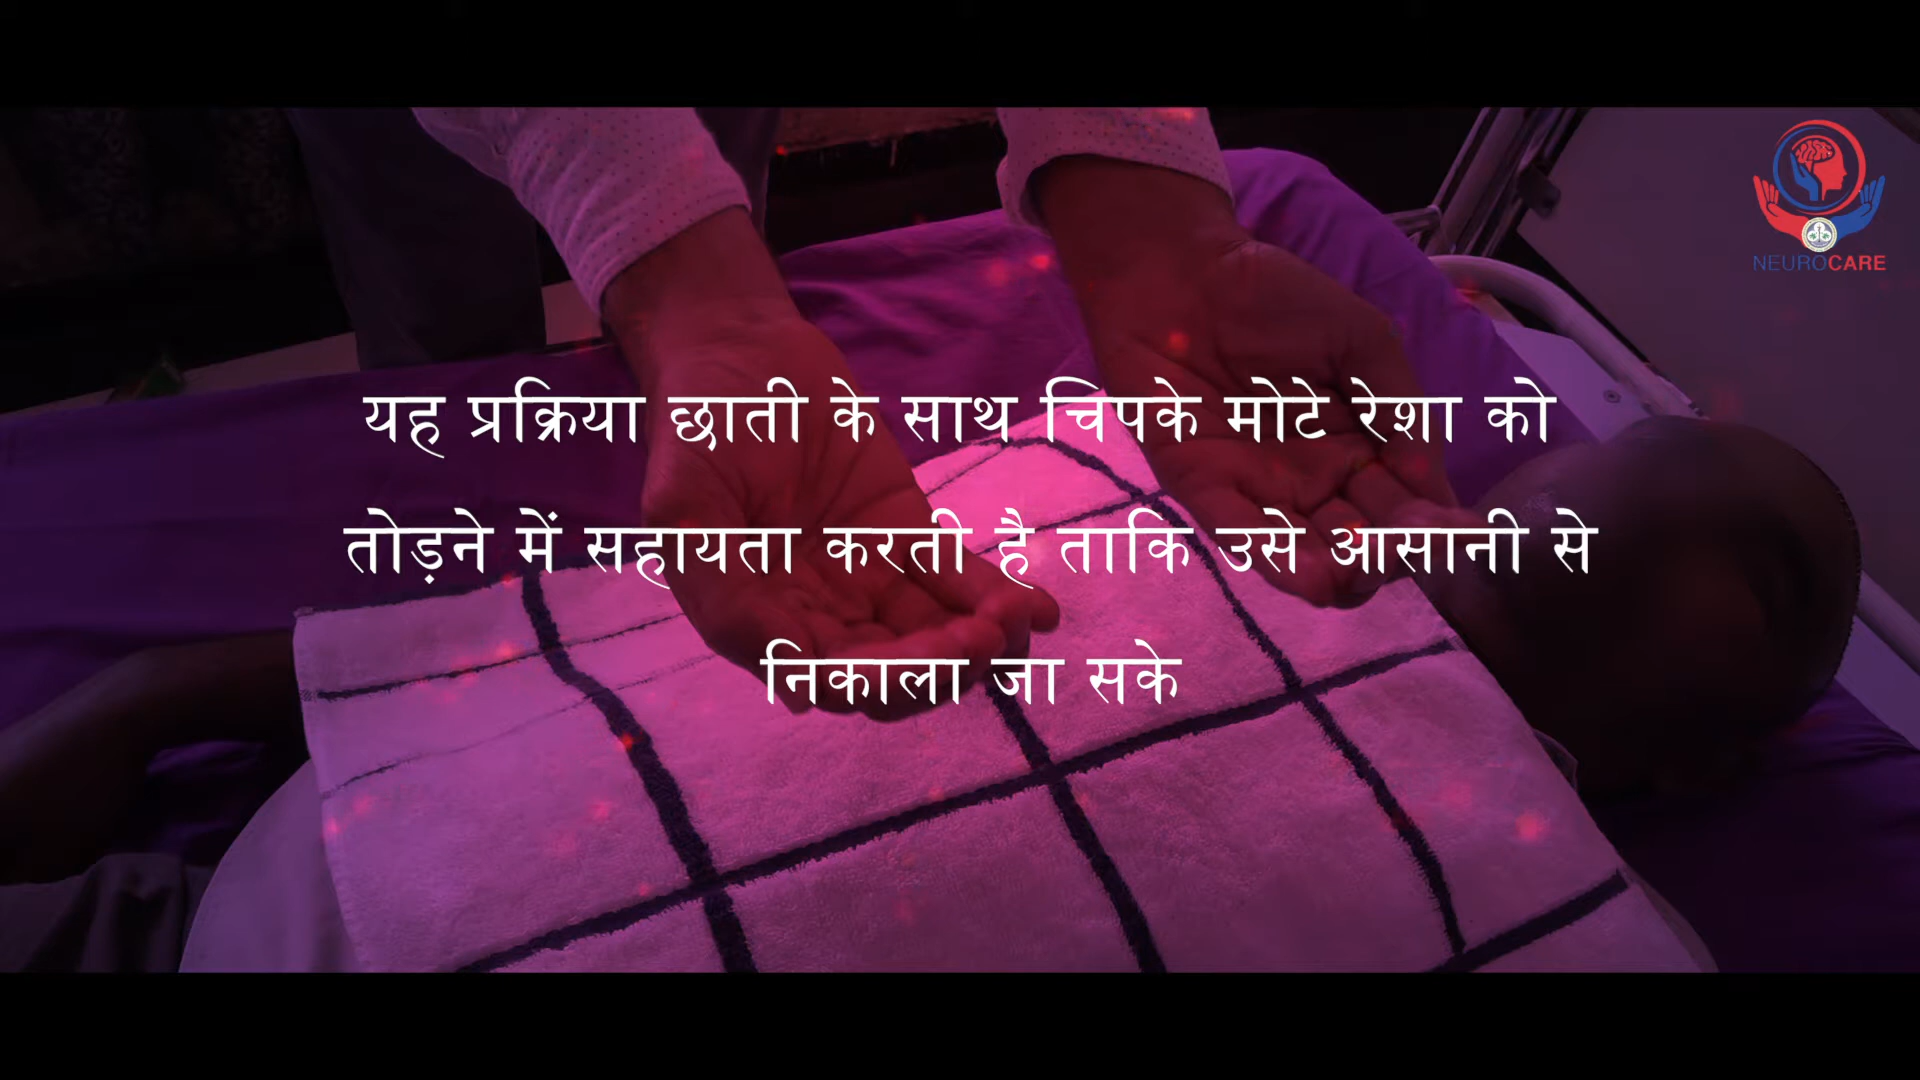 NEUROCARE
यह प्रक्रिया छाती के साथ चिपके मोटे रेशा को
तोड़ने में सहायता करती है ताकि उसे आसानी से
निकाला जा सके